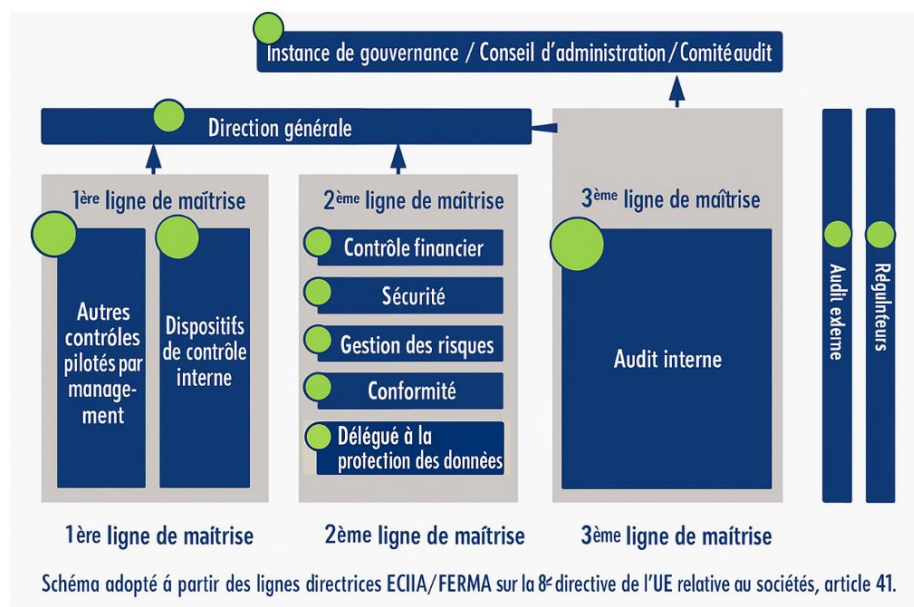 Instance de gouvernance / Conseil d'administration / Comité audit
Direction générale
1ère ligne de maîtrise
2ème ligne de maîtrise
3ème ligne de maîtrise
Autres
contrôles
pilotés par
manage-
ment
Dispositifs
de contrôle
interne
Contrôle financier
Sécurité
Gestion des risques
Conformité
Délégué à la
protection des données
Audit interne
Audit exlerne
Régulnfeurs
1ère ligne de maîtrise
2ème ligne de maîtrise
3ème ligne de maîtrise
Schéma adopté á partir des lignes directrices ECIIA/FERMA sur la 8e directive de l'UE relative au sociétés, article 41.